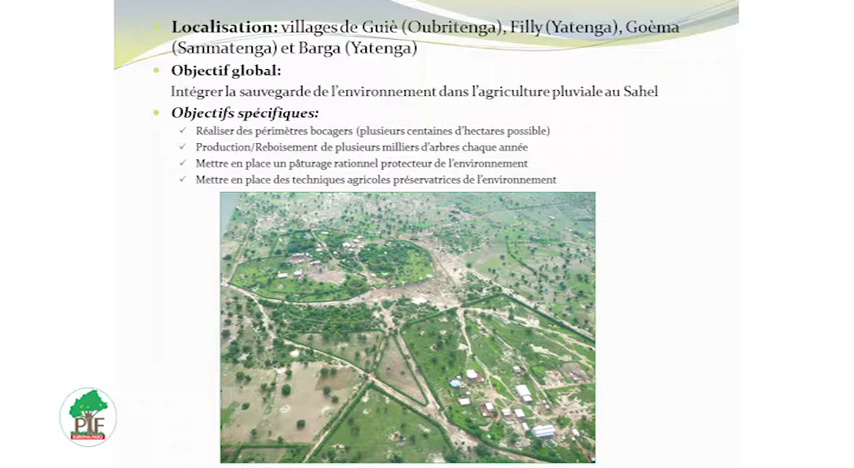 Localisation: villages de Guiè (Oubritenga), Filly (Yatenga), Goèma
(Sanmatenga) et Barga (Yatenga)
Objectif global:
Intégrer la sauvegarde de l'environnement dans l'agriculture pluviale au Sahel
Objectifs spécifiques:
Réaliser des périmètres bocagers (plusieurs centaines d'hectares possible)
Production/Reboisement de plusieurs milliers d'arbres chaque année
Mettre en place un pâturage rationnel protecteur de l'environnement
Mettre en place des techniques agricoles préservatrices de l'environnement
PIF
BURKINA FASO